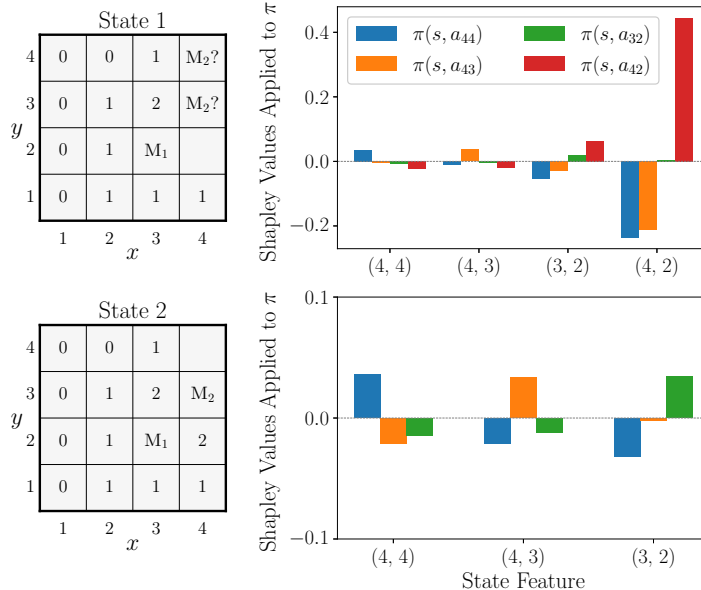 State 1
4 0 0 1 M₂?
3 0 1 2 M₂?
y
2 0 1 M₁
1 0 1 1 1
1 2 3 4
x
Shapley Values Applied to π
0.4
0.2
0.0
−0.2
π(s, a₄₄) π(s, a₃₂)
π(s, a₄₃) π(s, a₄₂)
(4, 4) (4, 3) (3, 2) (4, 2)
State 2
4 0 0 1
3 0 1 2 M₂
y
2 0 1 M₁ 2
1 0 1 1 1
1 2 3 4
x
Shapley Values Applied to π
0.1
0.0
−0.1
(4, 4) (4, 3) (3, 2)
State Feature